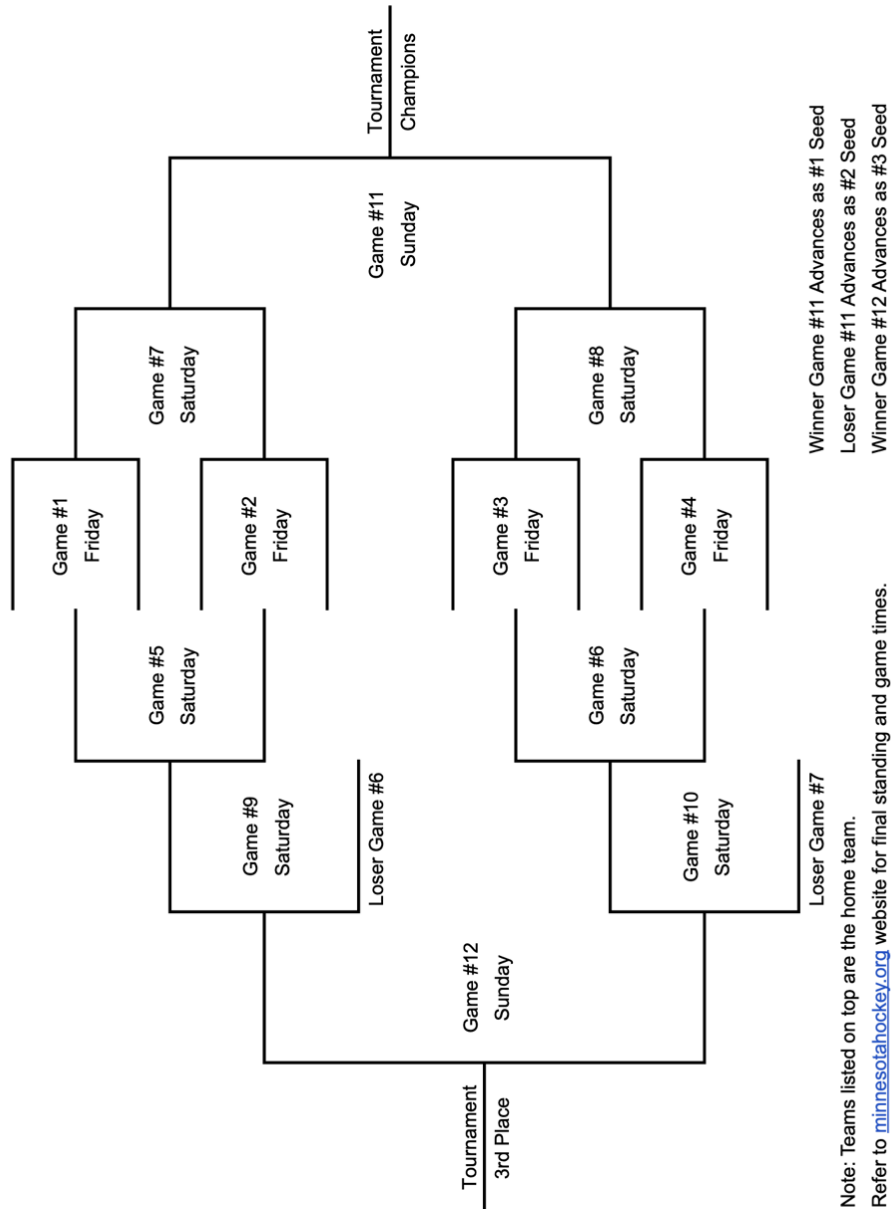 Tournament
Champions
Game #11
Sunday
Game #7
Saturday
Game #8
Saturday
Game #1
Friday
Game #2
Friday
Game #3
Friday
Game #4
Friday
Game #5
Saturday
Game #6
Saturday
Game #9
Saturday
Loser Game #6
Game #10
Saturday
Loser Game #7
Game #12
Sunday
Tournament
3rd Place
Winner Game #11 Advances as #1 Seed
Loser Game #11 Advances as #2 Seed
Winner Game #12 Advances as #3 Seed
Note: Teams listed on top are the home team.
Refer to minnesotahockey.org website for final standing and game times.